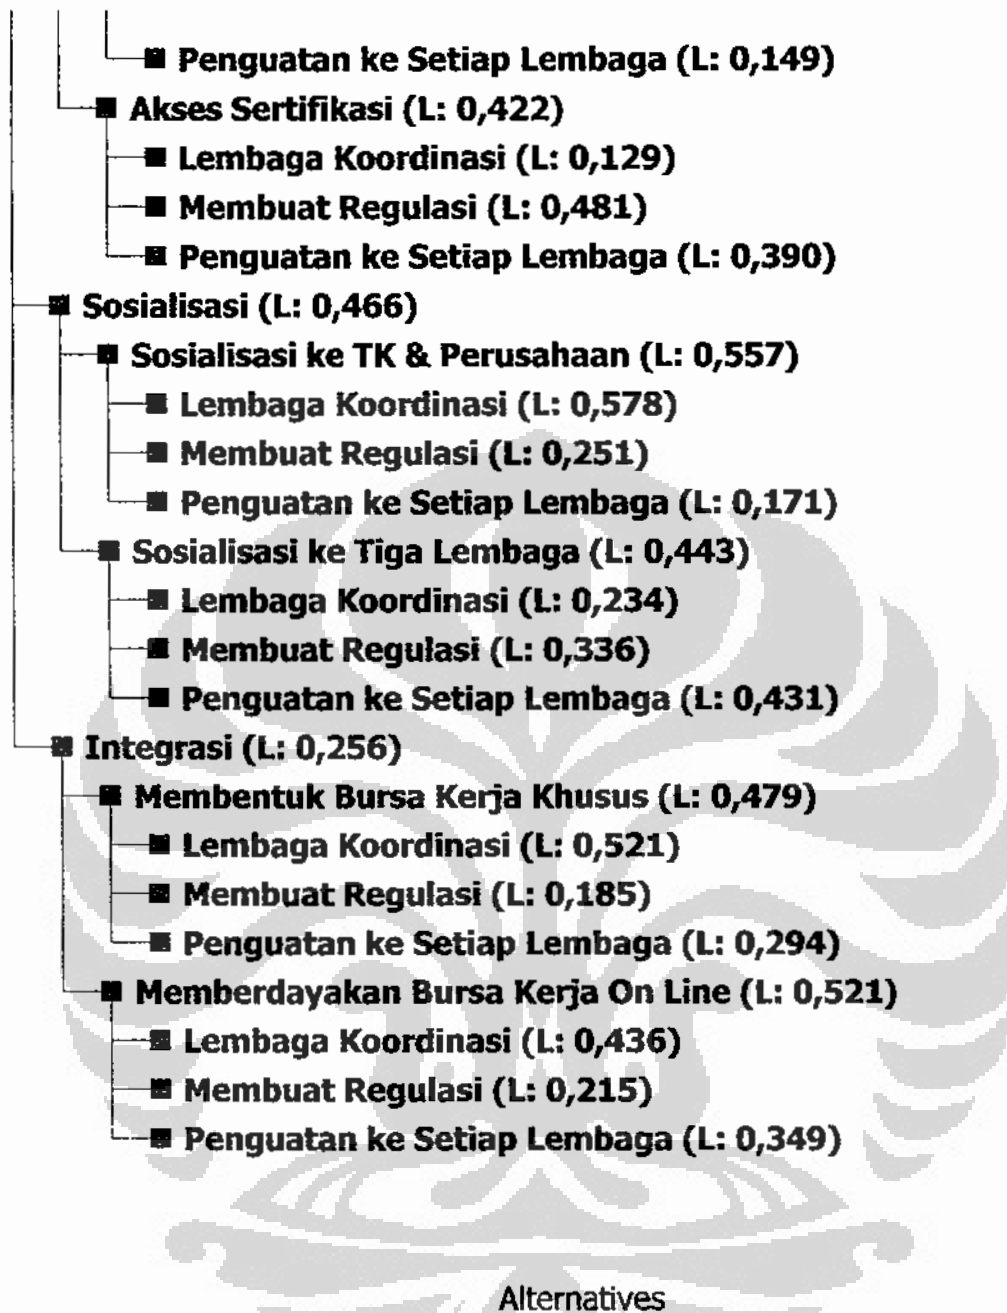 Penguatan ke Setiap Lembaga (L: 0,149)
Akses Sertifikasi (L: 0,422)
Lembaga Koordinasi (L: 0,129)
Membuat Regulasi (L: 0,481)
Penguatan ke Setiap Lembaga (L: 0,390)
Sosialisasi (L: 0,466)
Sosialisasi ke TK & Perusahaan (L: 0,557)
Lembaga Koordinasi (L: 0,578)
Membuat Regulasi (L: 0,251)
Penguatan ke Setiap Lembaga (L: 0,171)
Sosialisasi ke Tiga Lembaga (L: 0,443)
Lembaga Koordinasi (L: 0,234)
Membuat Regulasi (L: 0,336)
Penguatan ke Setiap Lembaga (L: 0,431)
Integrasi (L: 0,256)
Membentuk Bursa Kerja Khusus (L: 0,479)
Lembaga Koordinasi (L: 0,521)
Membuat Regulasi (L: 0,185)
Penguatan ke Setiap Lembaga (L: 0,294)
Memberdayakan Bursa Kerja On Line (L: 0,521)
Lembaga Koordinasi (L: 0,436)
Membuat Regulasi (L: 0,215)
Penguatan ke Setiap Lembaga (L: 0,349)
Alternatives